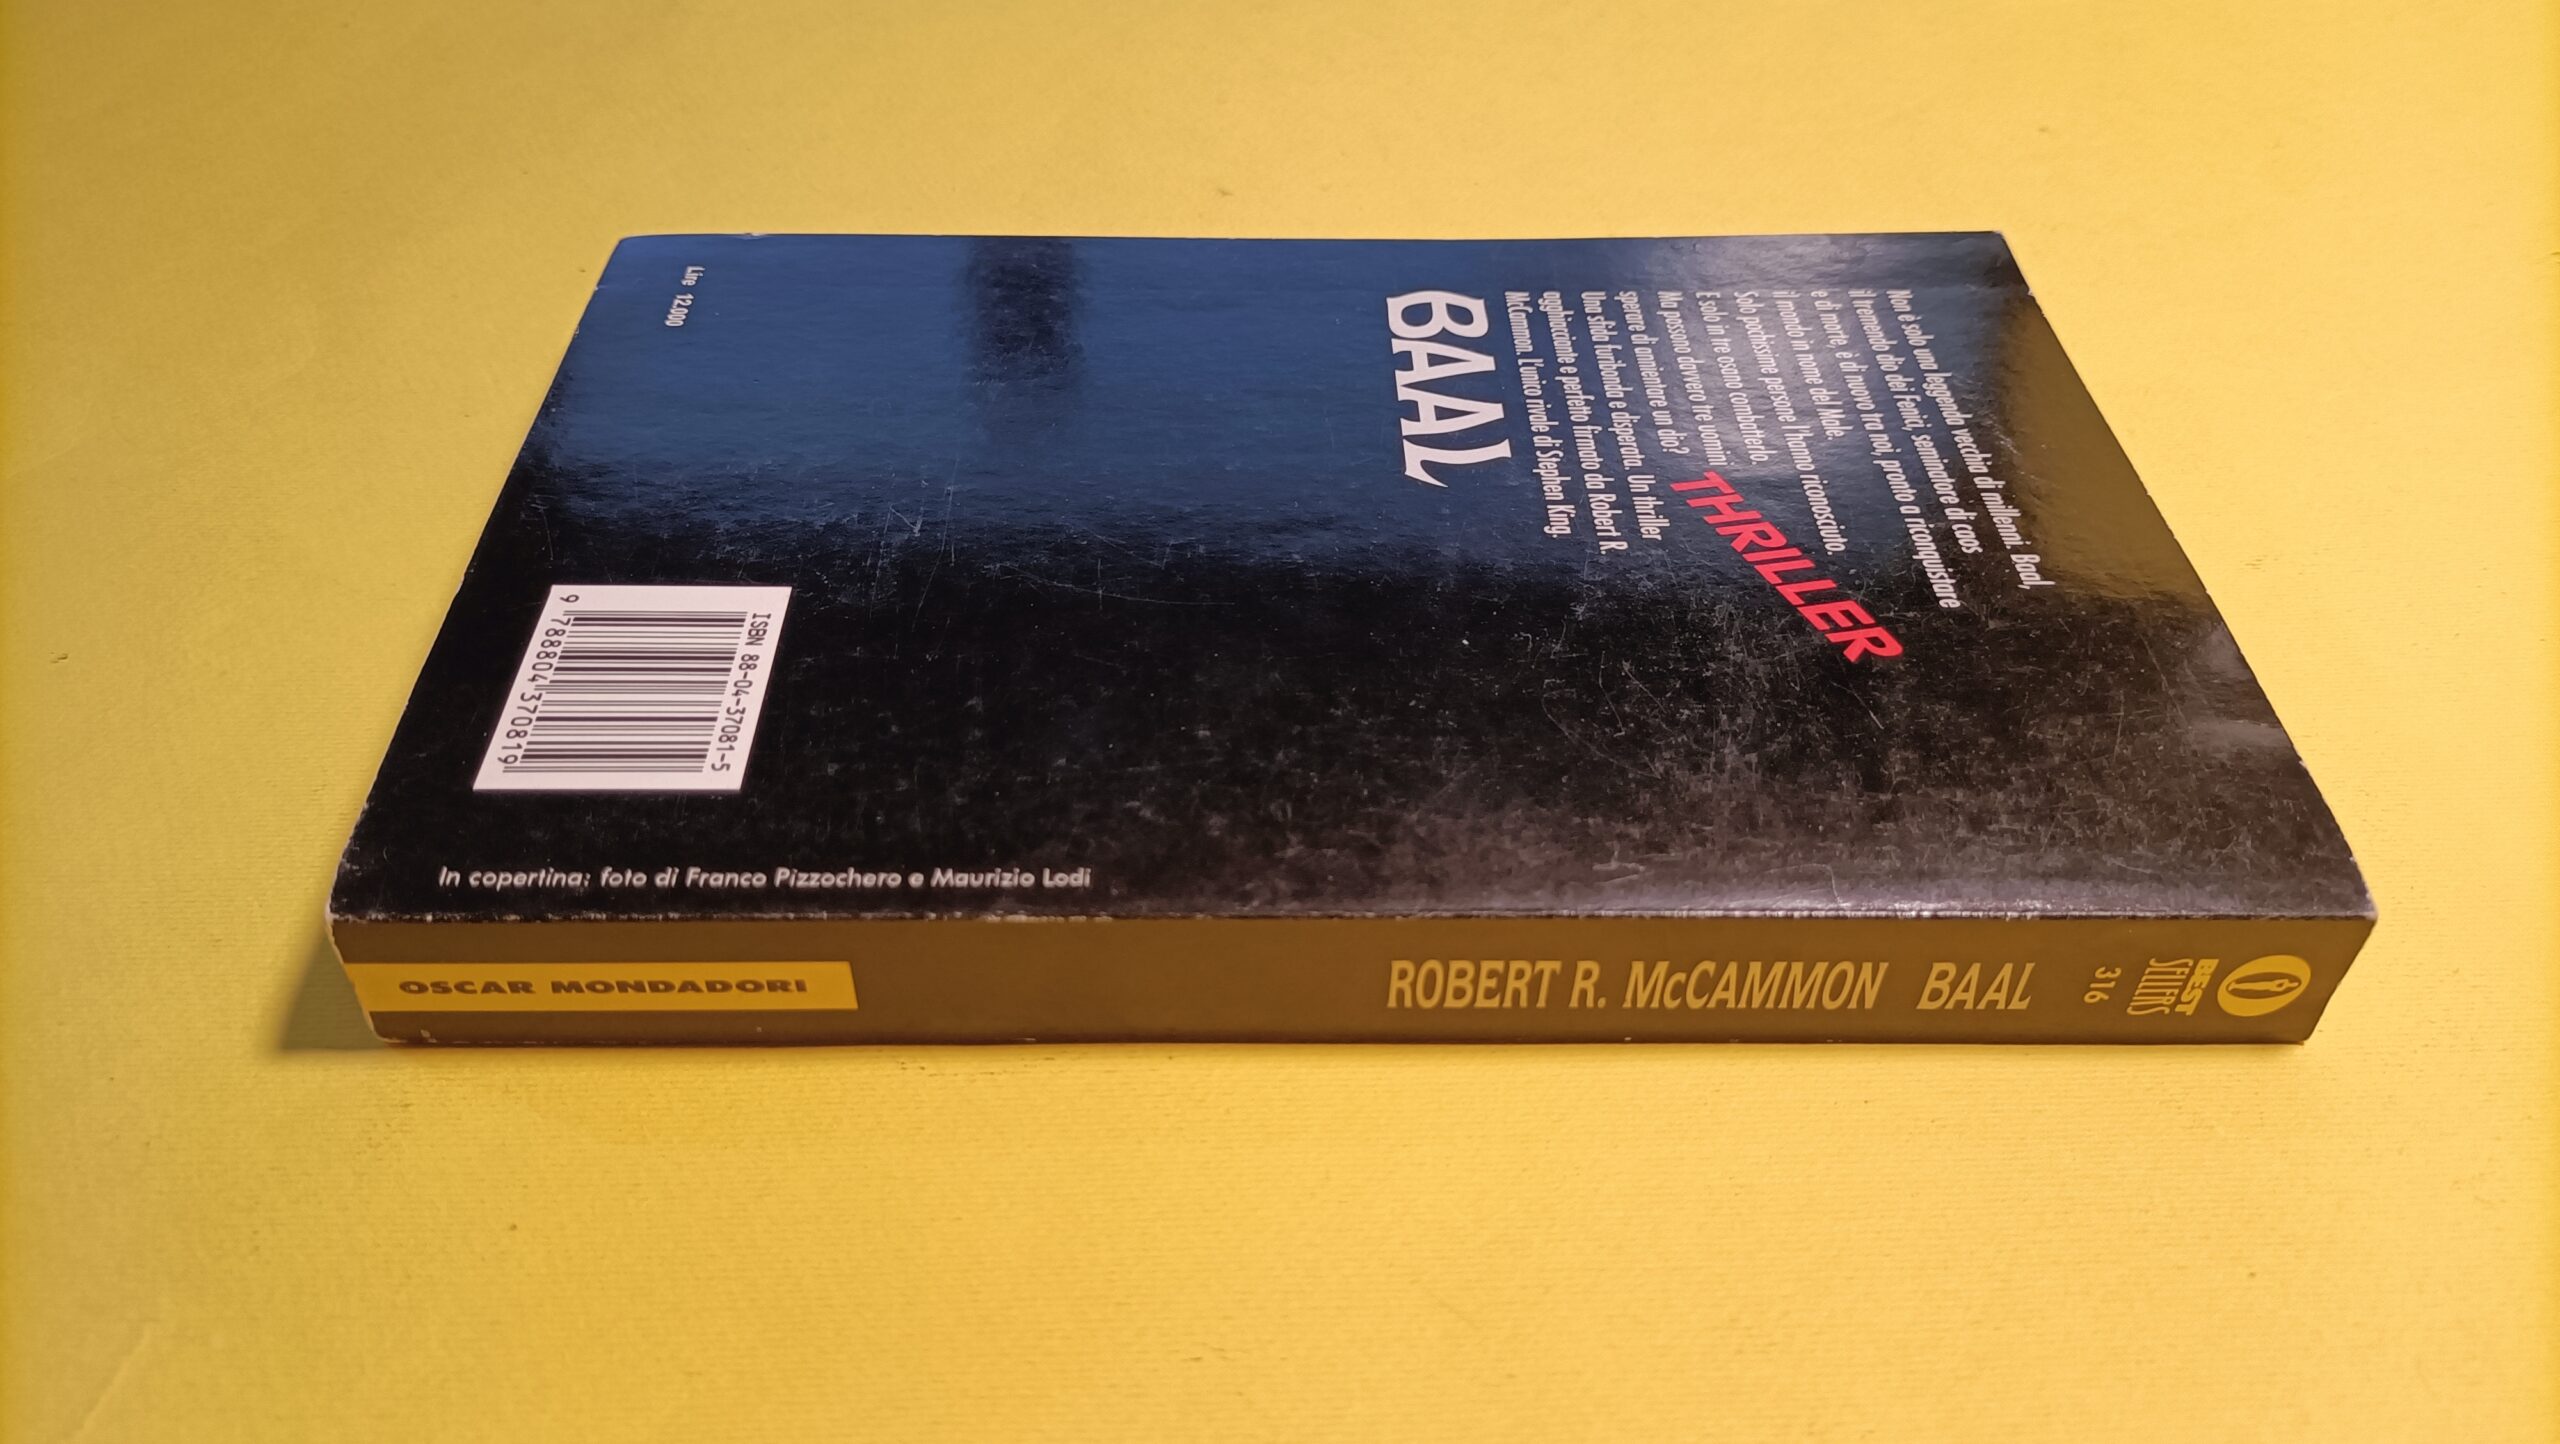 Non è solo una leggenda vecchia di millenni. Baal,
il tremendo dio dei Fenici, seminatore di caos
e di morte, è di nuovo tra noi, pronto a riconquistare
il mondo in nome del Male.
Solo pochissime persone l'hanno riconosciuto.
E solo in tre osano combatterlo.
Ma possono davvero tre uomini
sperare di annientare un dio?
Una sfida furibonda e disperata. Un thriller
agghiacciante e perfetto firmato da Robert R.
McCammon. L'unico rivale di Stephen King.
THRILLER
BAAL
Lire 12.000
ISBN 88-04-37081-5
9 788804 370819
In copertina: foto di Franco Pizzochero e Maurizio Lodi
OSCAR MONDADORI
ROBERT R. McCAMMON BAAL
316
BEST
SELLERS